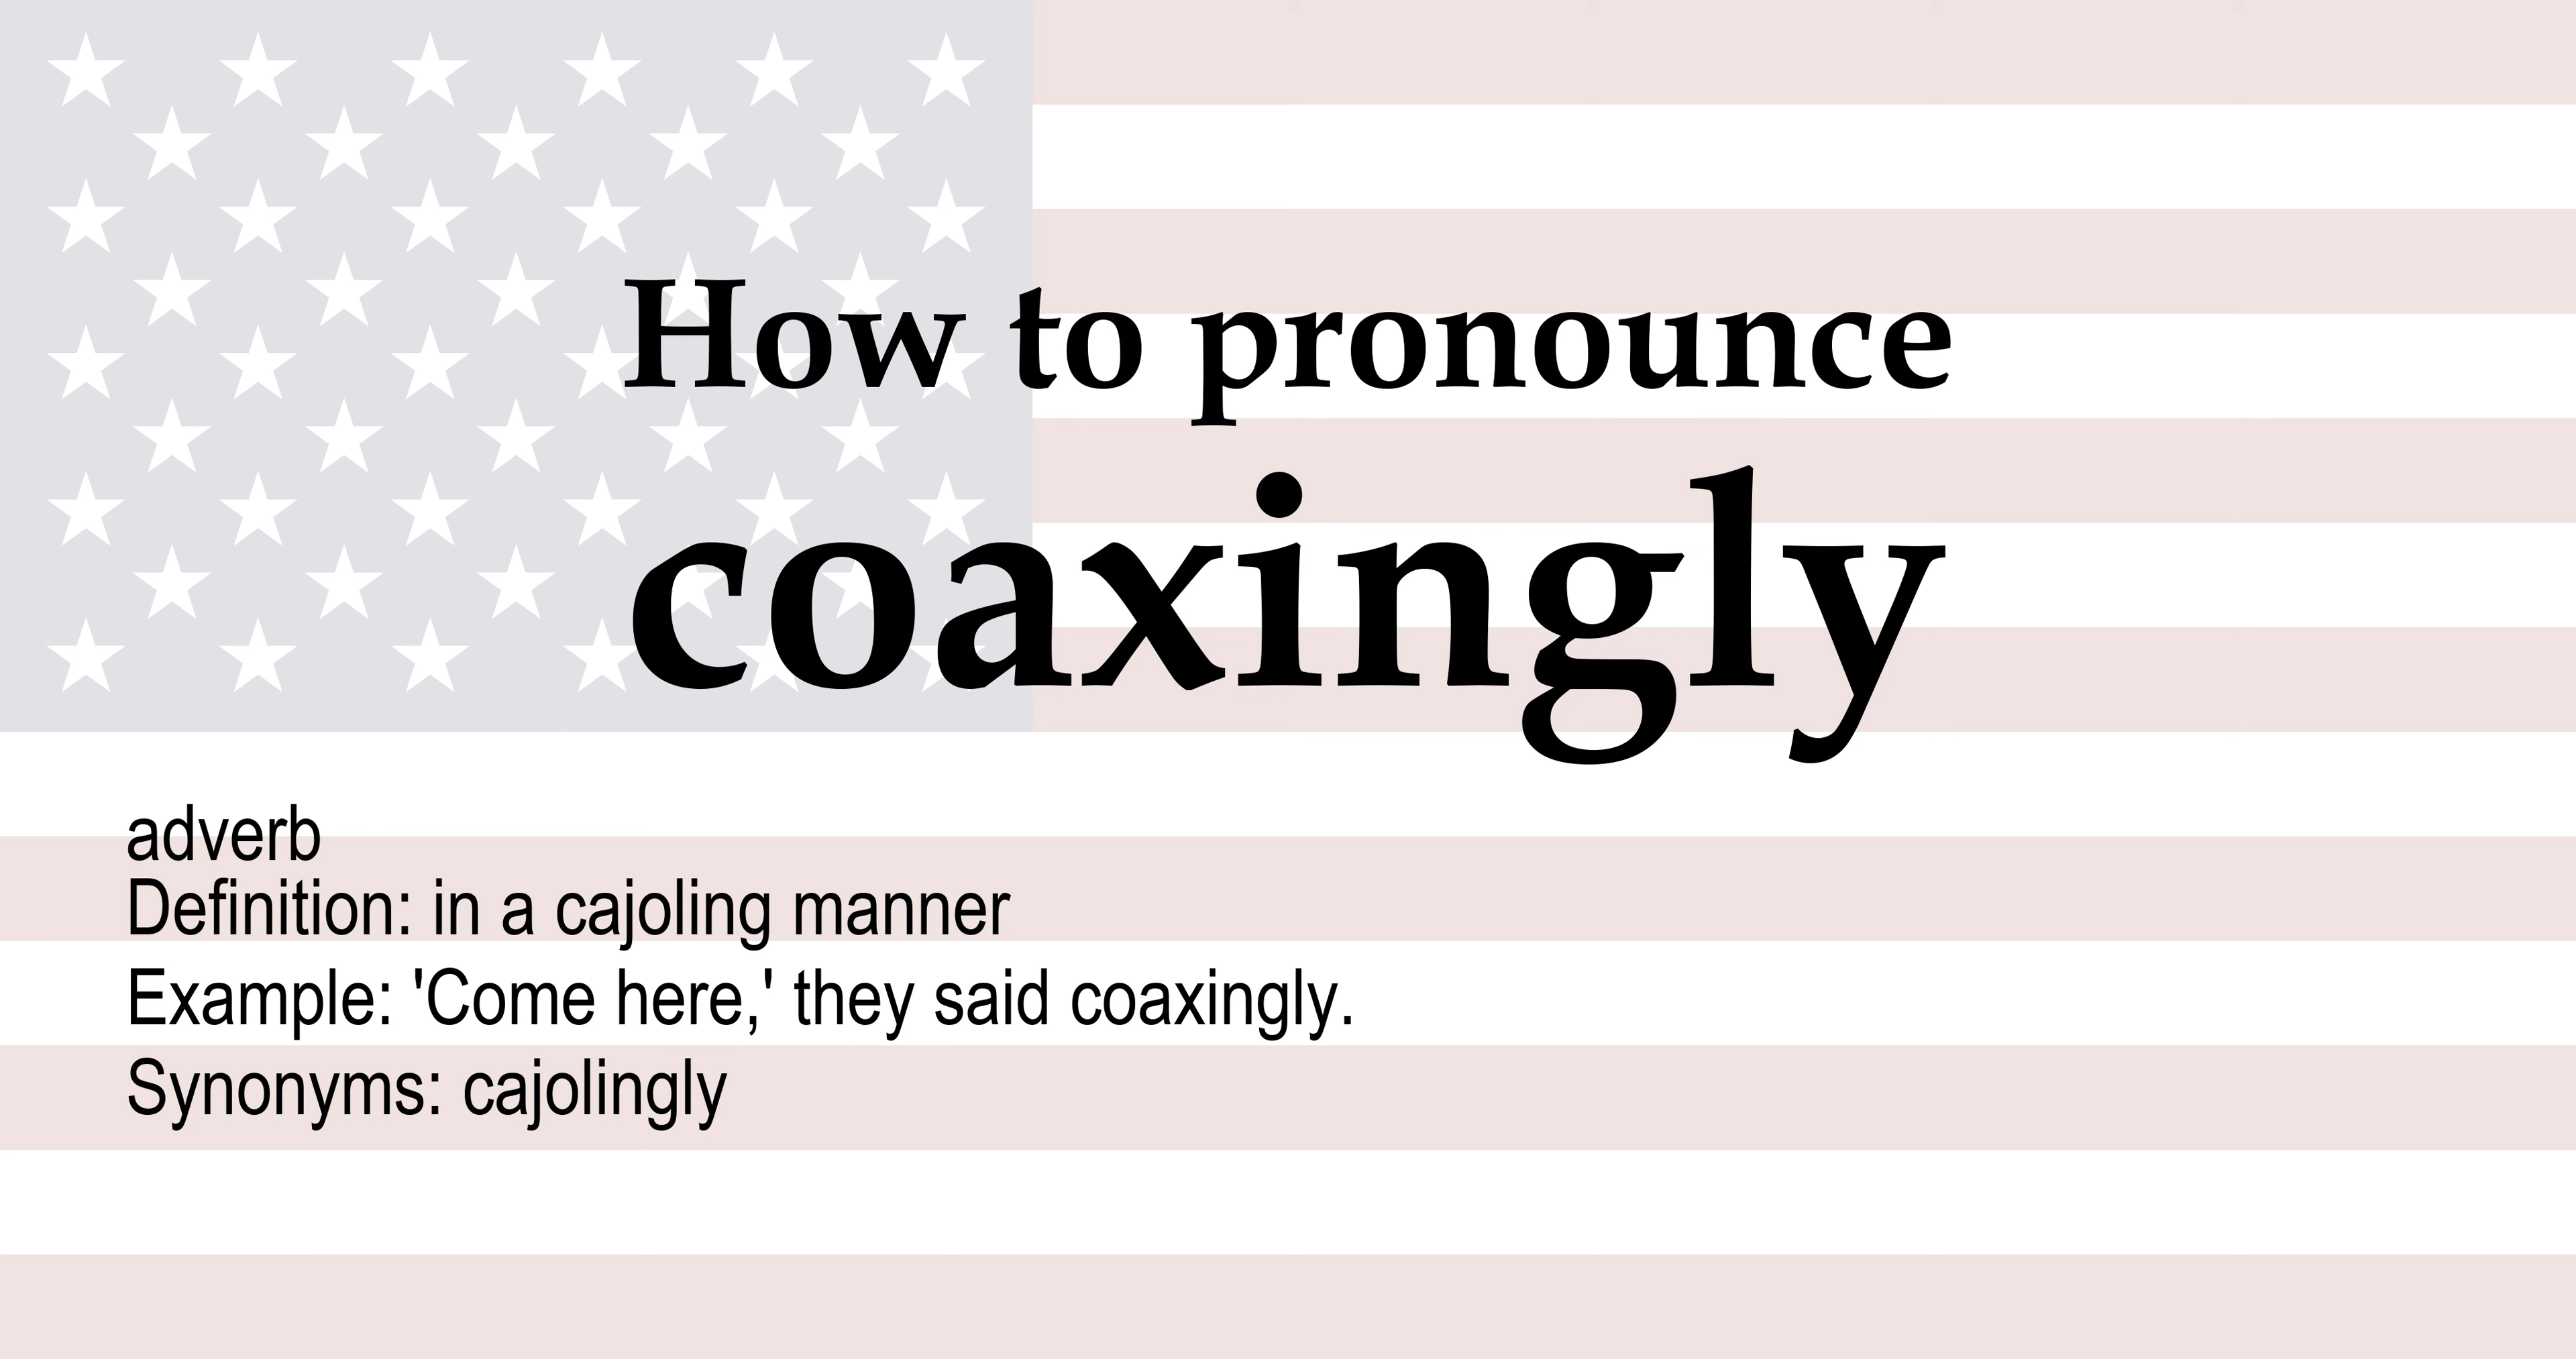 How to pronounce
coaxingly
adverb
Definition: in a cajoling manner
Example: 'Come here,' they said coaxingly.
Synonyms: cajolingly